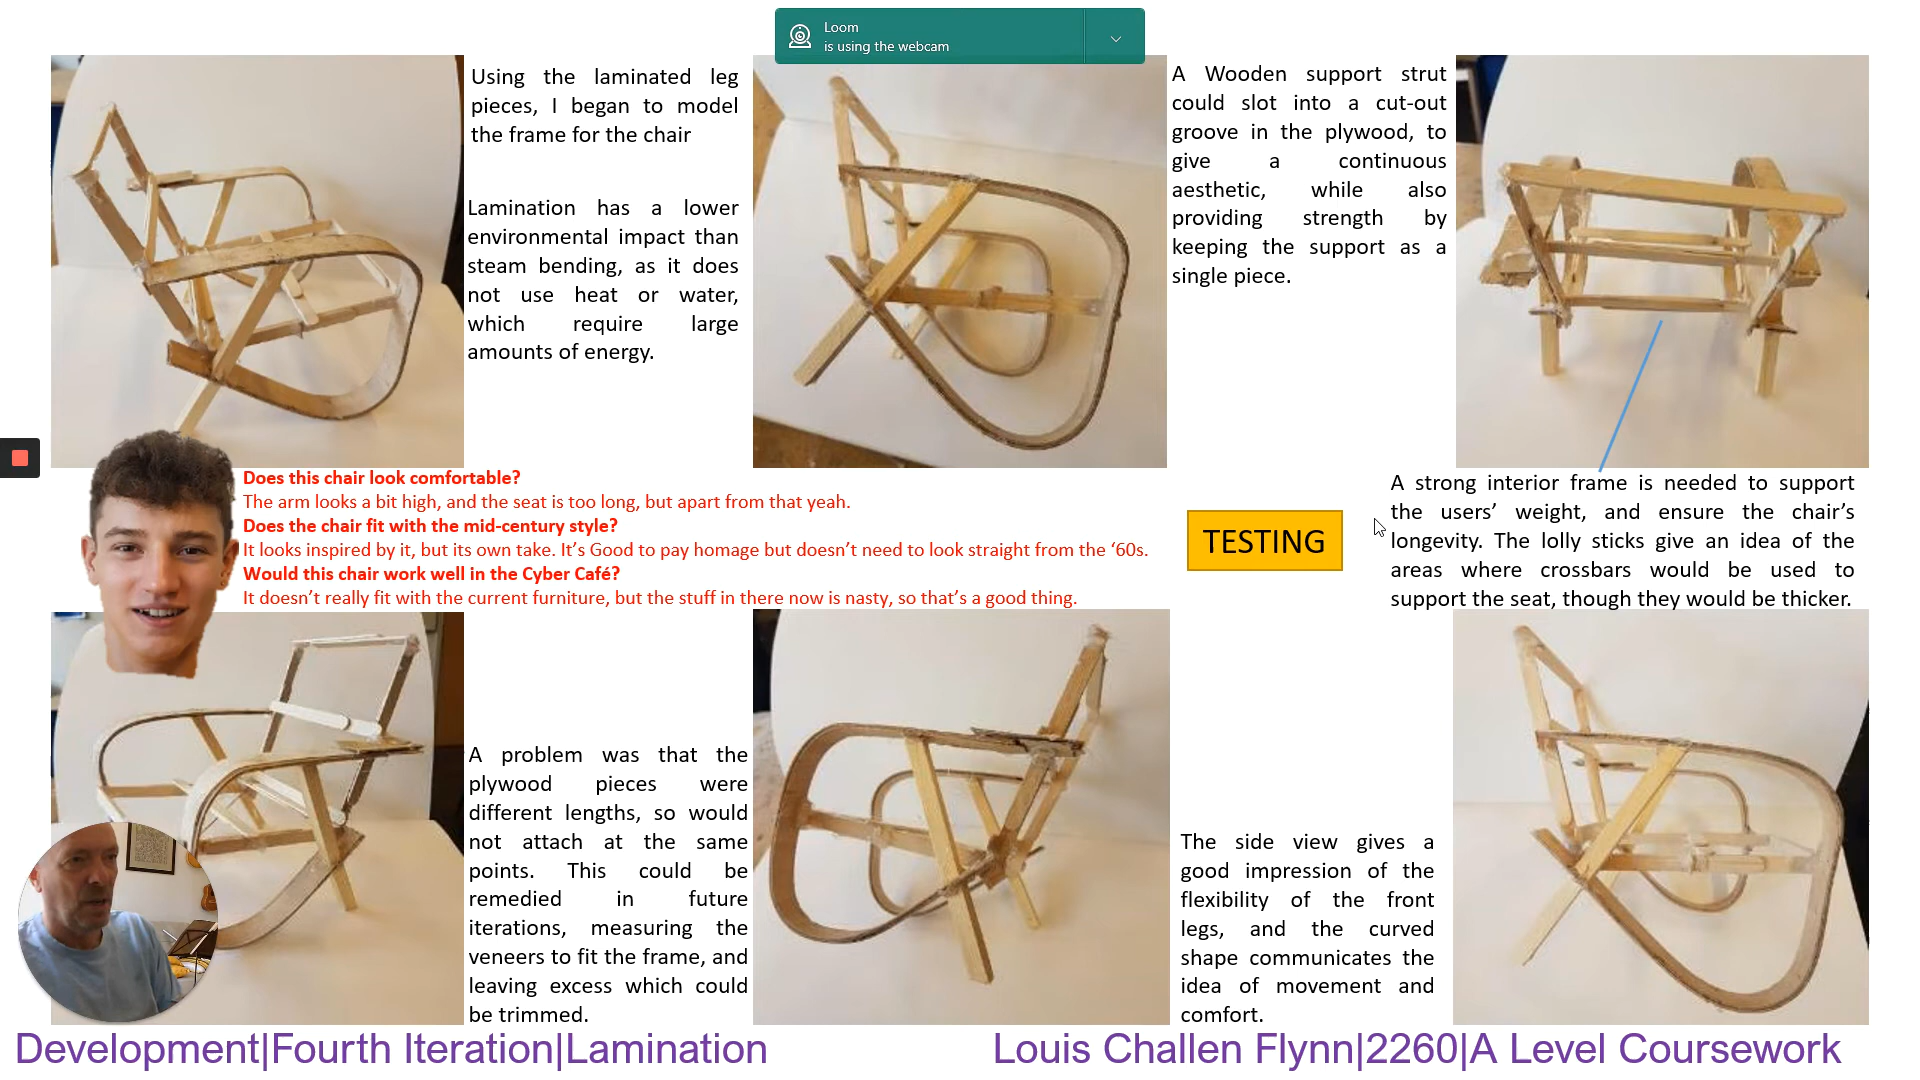 Loom
is using the webcam
Using the laminated leg
pieces, I began to model
the frame for the chair
Lamination has a lower
environmental impact than
steam bending, as it does
not use heat or water,
which require large
amounts of energy.
A Wooden support strut
could slot into a cut-out
groove in the plywood, to
give a continuous
aesthetic, while also
providing strength by
keeping the support as a
single piece.
Does this chair look comfortable?
The arm looks a bit high, and the seat is too long, but apart from that yeah.
Does the chair fit with the mid-century style?
It looks inspired by it, but its own take. It’s Good to pay homage but doesn’t need to look straight from the ‘60s.
Would this chair work well in the Cyber Café?
It doesn’t really fit with the current furniture, but the stuff in there now is nasty, so that’s a good thing.
TESTING
A strong interior frame is needed to support
the users’ weight, and ensure the chair’s
longevity. The lolly sticks give an idea of the
areas where crossbars would be used to
support the seat, though they would be thicker.
A problem was that the
plywood pieces were
different lengths, so would
not attach at the same
points. This could be
remedied in future
iterations, measuring the
veneers to fit the frame, and
leaving excess which could
be trimmed.
The side view gives a
good impression of the
flexibility of the front
legs, and the curved
shape communicates the
idea of movement and
comfort.
Development|Fourth Iteration|Lamination
Louis Challen Flynn|2260|A Level Coursework